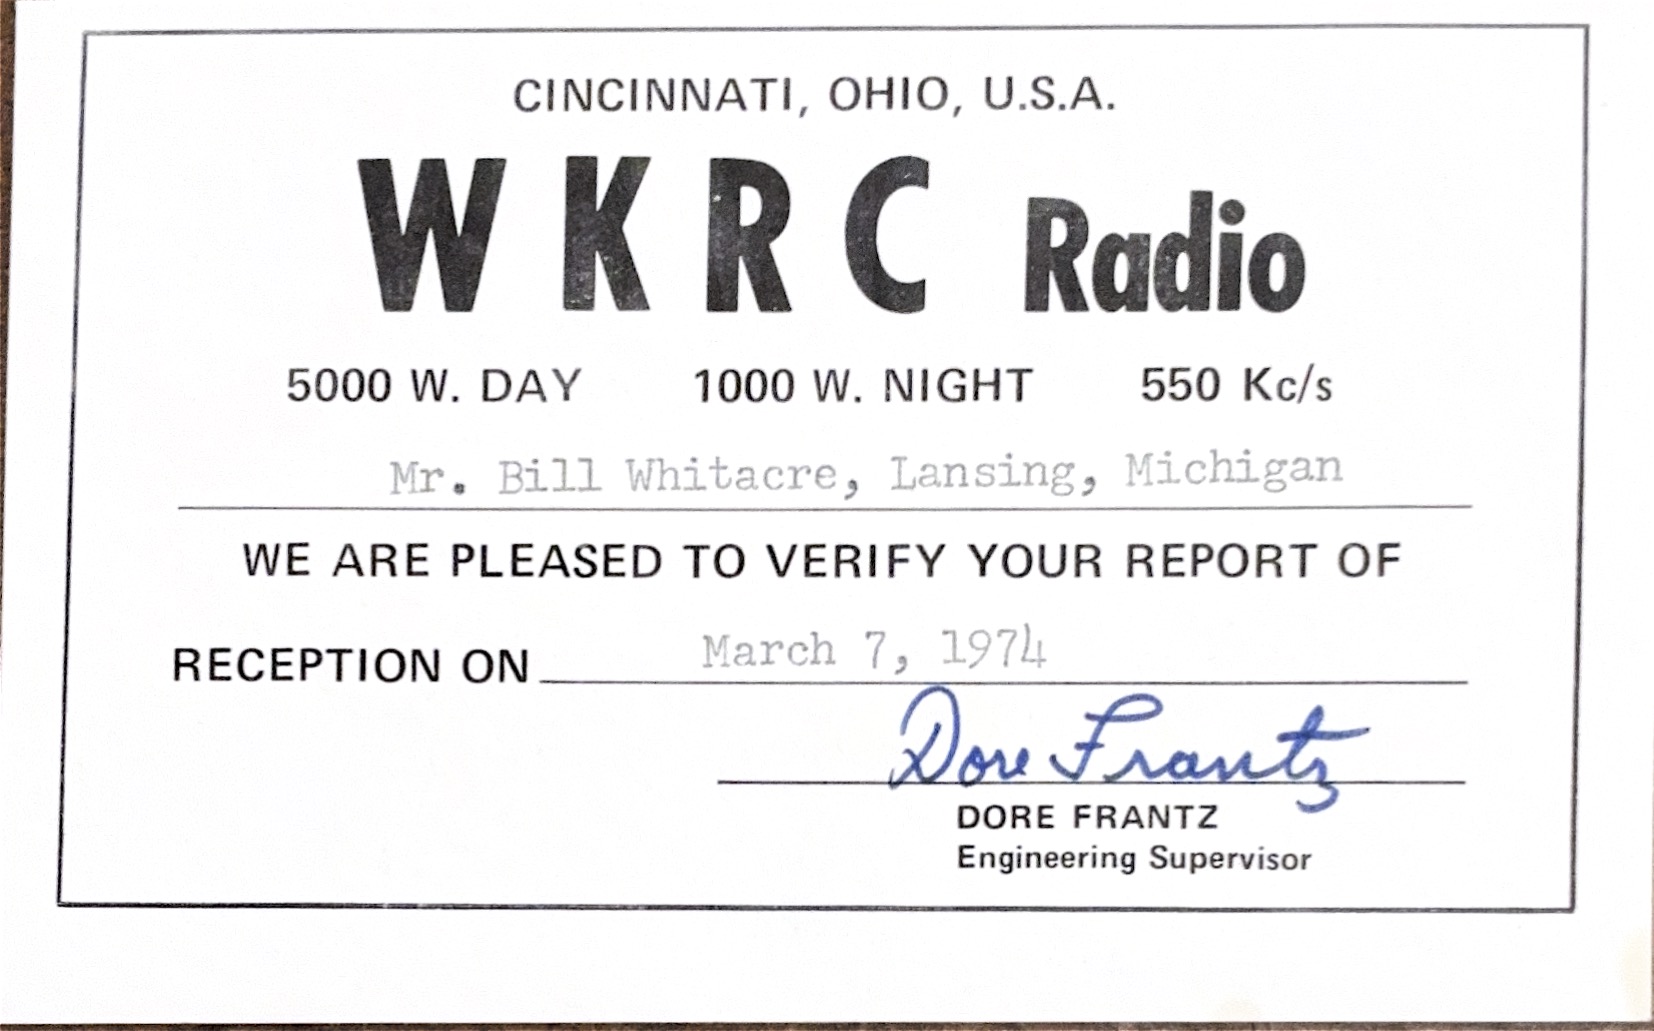 CINCINNATI, OHIO, U.S.A.
WKRC Radio
5000 W. DAY 1000 W. NIGHT 550 Kc/s
Mr. Bill Whitacre, Lansing, Michigan
WE ARE PLEASED TO VERIFY YOUR REPORT OF
RECEPTION ON March 7, 1974
Dore Frantz
DORE FRANTZ
Engineering Supervisor